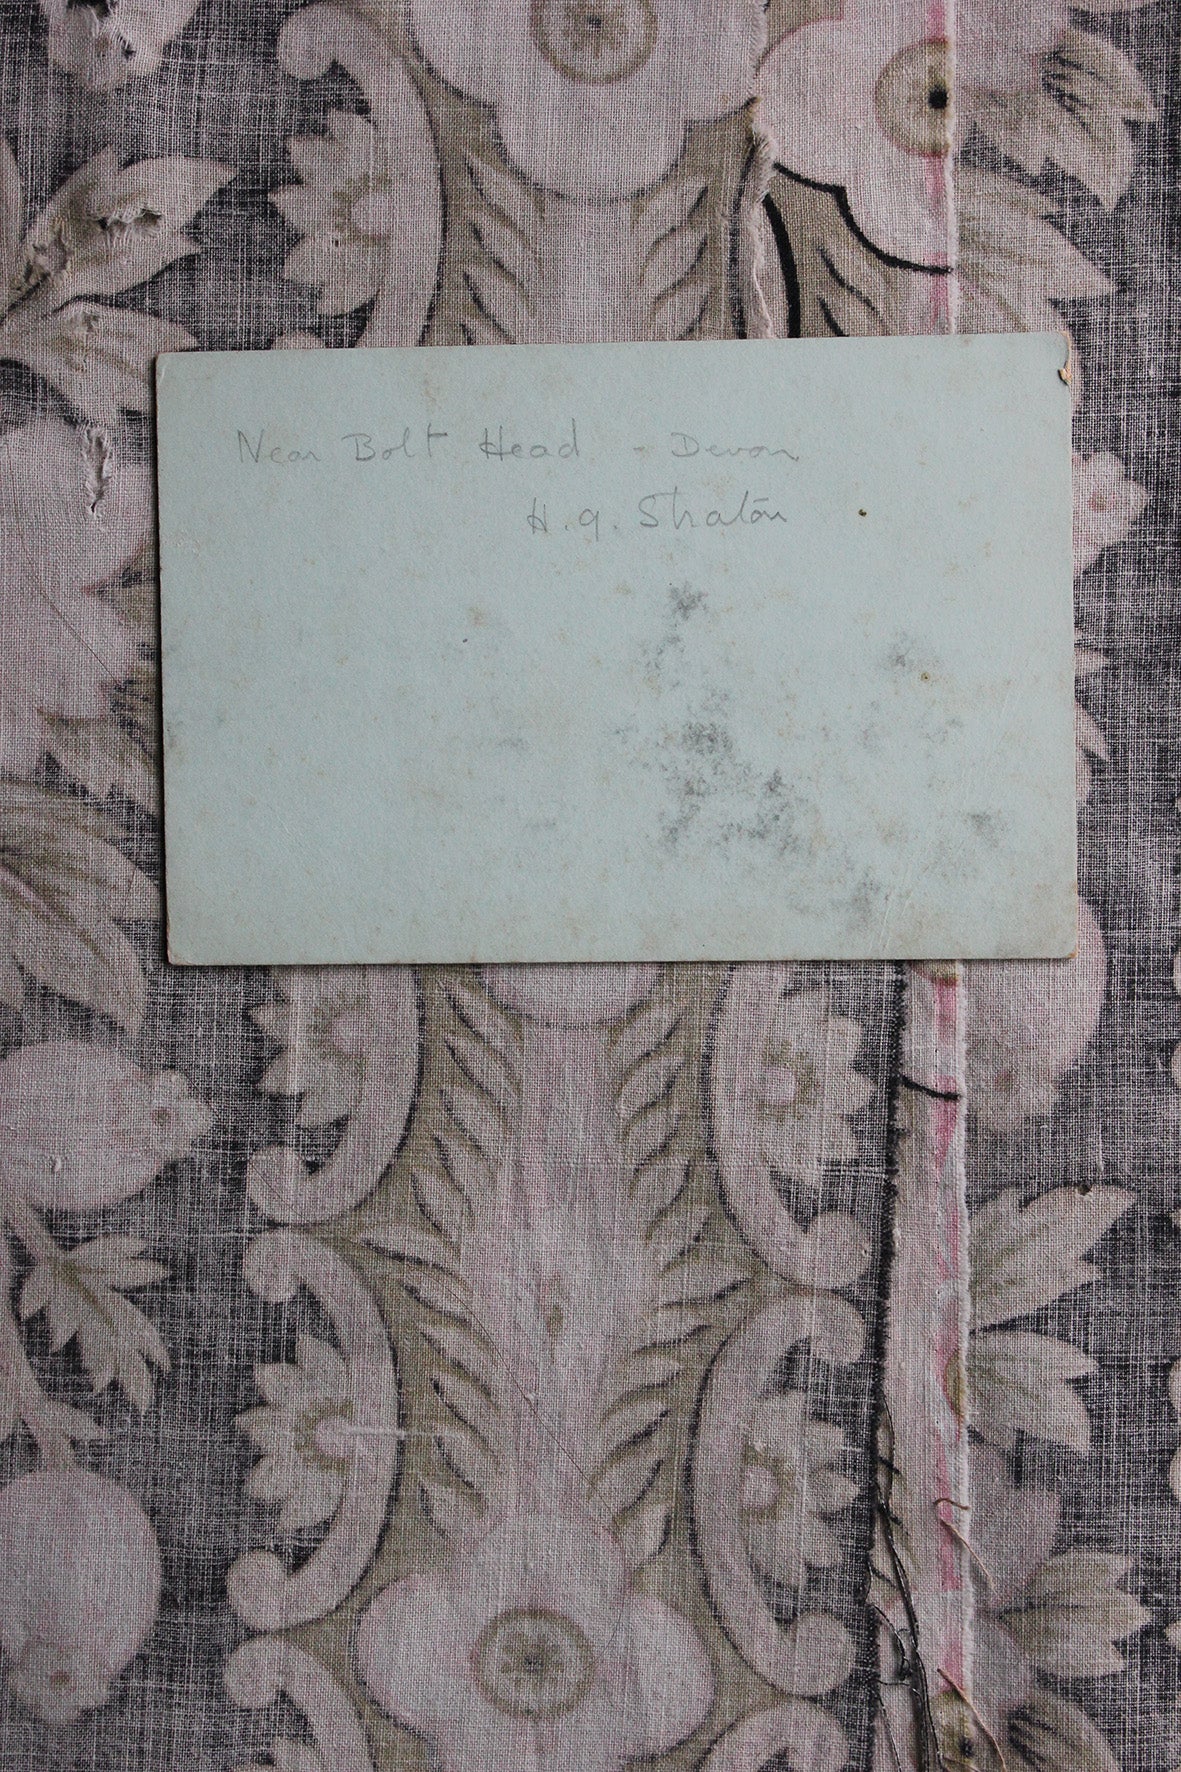 Near Bolt Head - Devon
H. G. Straton